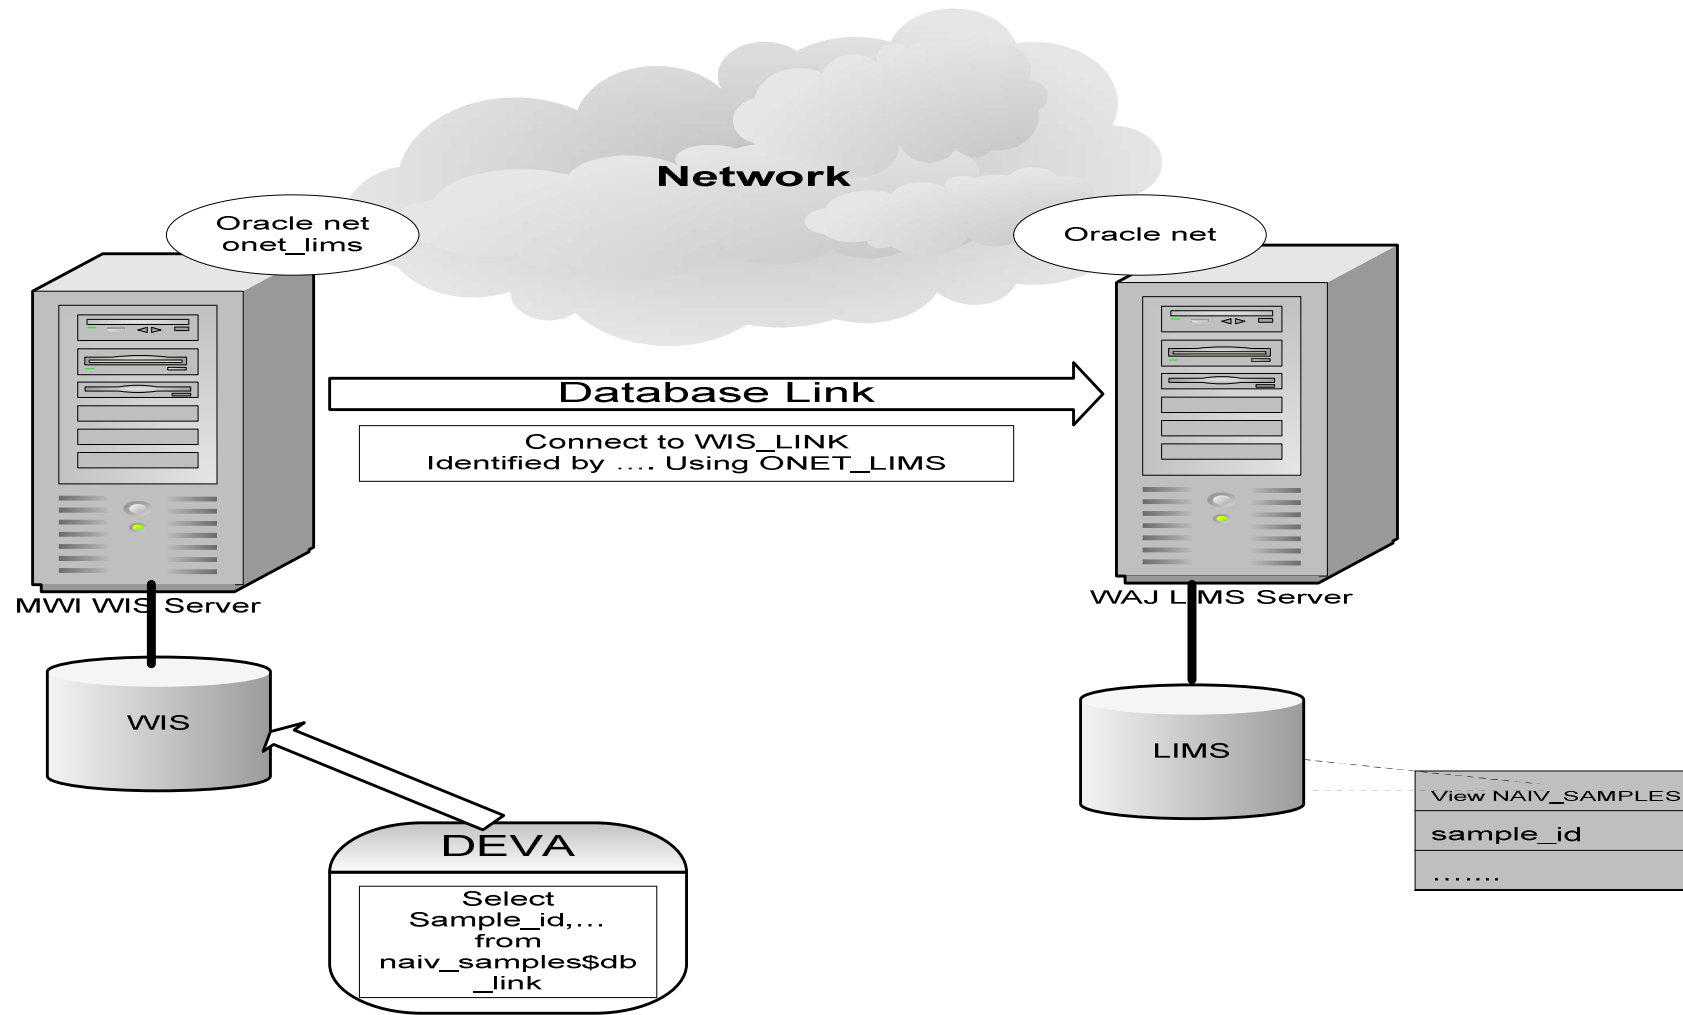 Network
Oracle net
onet_lims
Oracle net
Database Link
Connect to WIS_LINK
Identified by .... Using ONET_LIMS
MWI WIS Server
WAJ LIMS Server
WIS
LIMS
View NAIV_SAMPLES
sample_id
.......
DEVA
Select
Sample_id,...
from
naiv_samples$db
_link